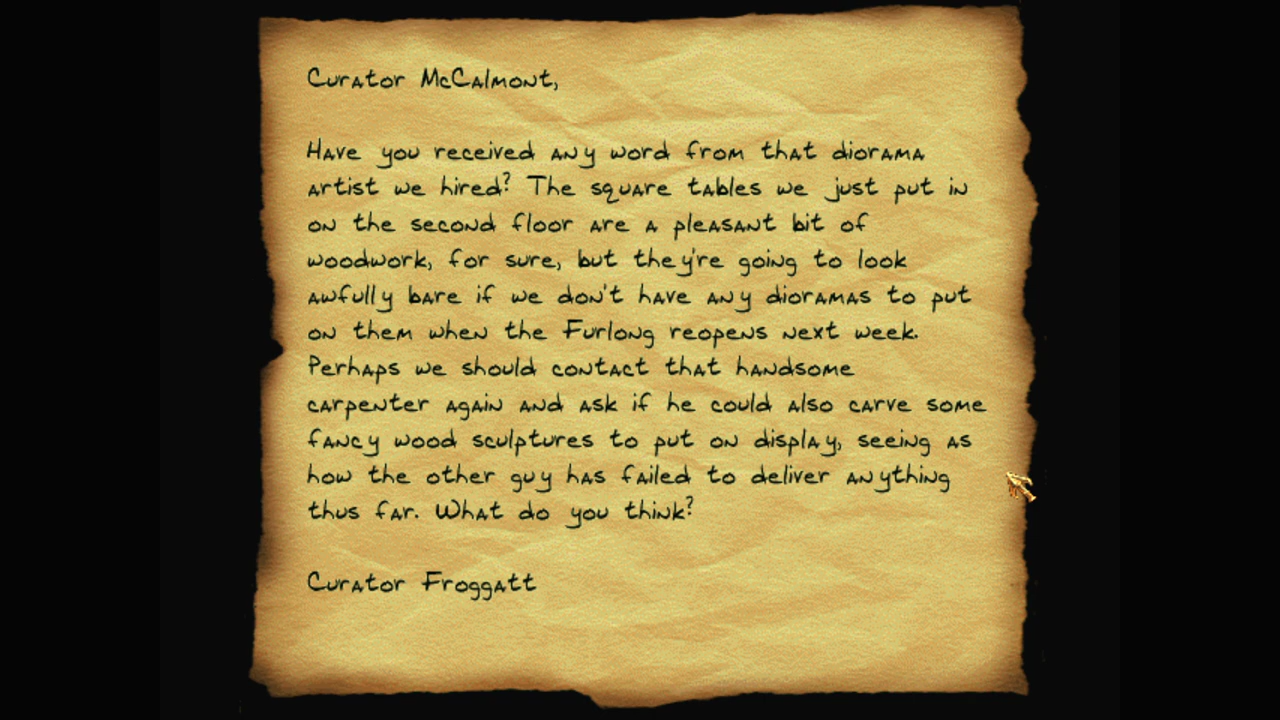 Curator McCalmont,
Have you received any word from that diorama
artist we hired? The square tables we just put in
on the second floor are a pleasant bit of
woodwork, for sure, but they're going to look
awfully bare if we don't have any dioramas to put
on them when the Furlong reopens next week.
Perhaps we should contact that handsome
carpenter again and ask if he could also carve some
fancy wood sculptures to put on display, seeing as
how the other guy has failed to deliver anything
thus far. What do you think?
Curator Froggatt